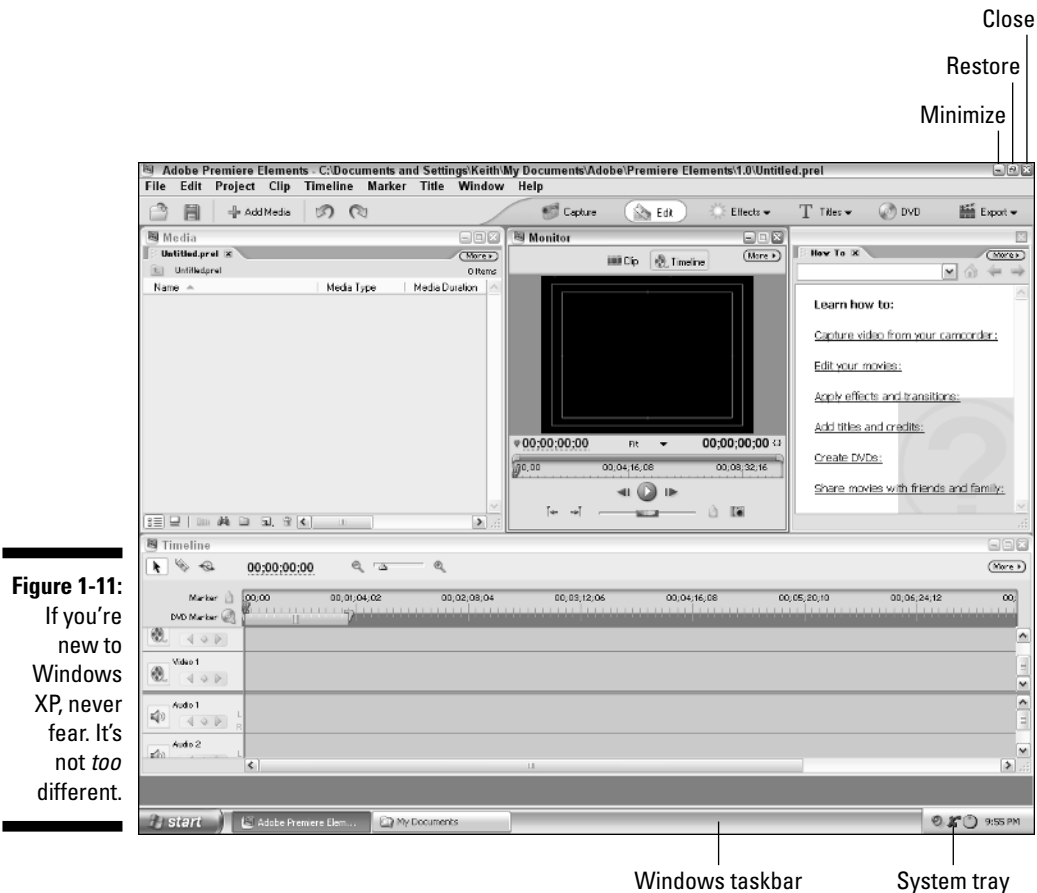 Close
Restore
Minimize
Adobe Premiere Elements - C:\Documents and Settings\Keith\My Documents\Adobe\Premiere Elements\1.0\Untitled.prel
File Edit Project Clip Timeline Marker Title Window Help
Add Media Capture Edit Effects T Titles DVD Export
Media
Untitled.prel More
Untitled.prel 0 Items
Name Media Type Media Duration
Monitor
Clip Timeline More
00;00;00;00 Fit 00;00;00;00
00;00 00;04;16;08 00;08;32;16
How To More
Learn how to:
Capture video from your camcorder:
Edit your movies:
Apply effects and transitions:
Add titles and credits:
Create DVDs:
Share movies with friends and family:
Timeline
00;00;00;00 More
Marker 00;00 00;01;04;02 00;02;08;04 00;03;12;06 00;04;16;08 00;05;20;10 00;06;24;12 00;
DVD Marker
Video 1
Audio 1
L
R
Audio 2
L
start Adobe Premiere Elem... My Documents 9:55 PM
Windows taskbar
System tray
Figure 1-11:
If you're
new to
Windows
XP, never
fear. It's
not too
different.